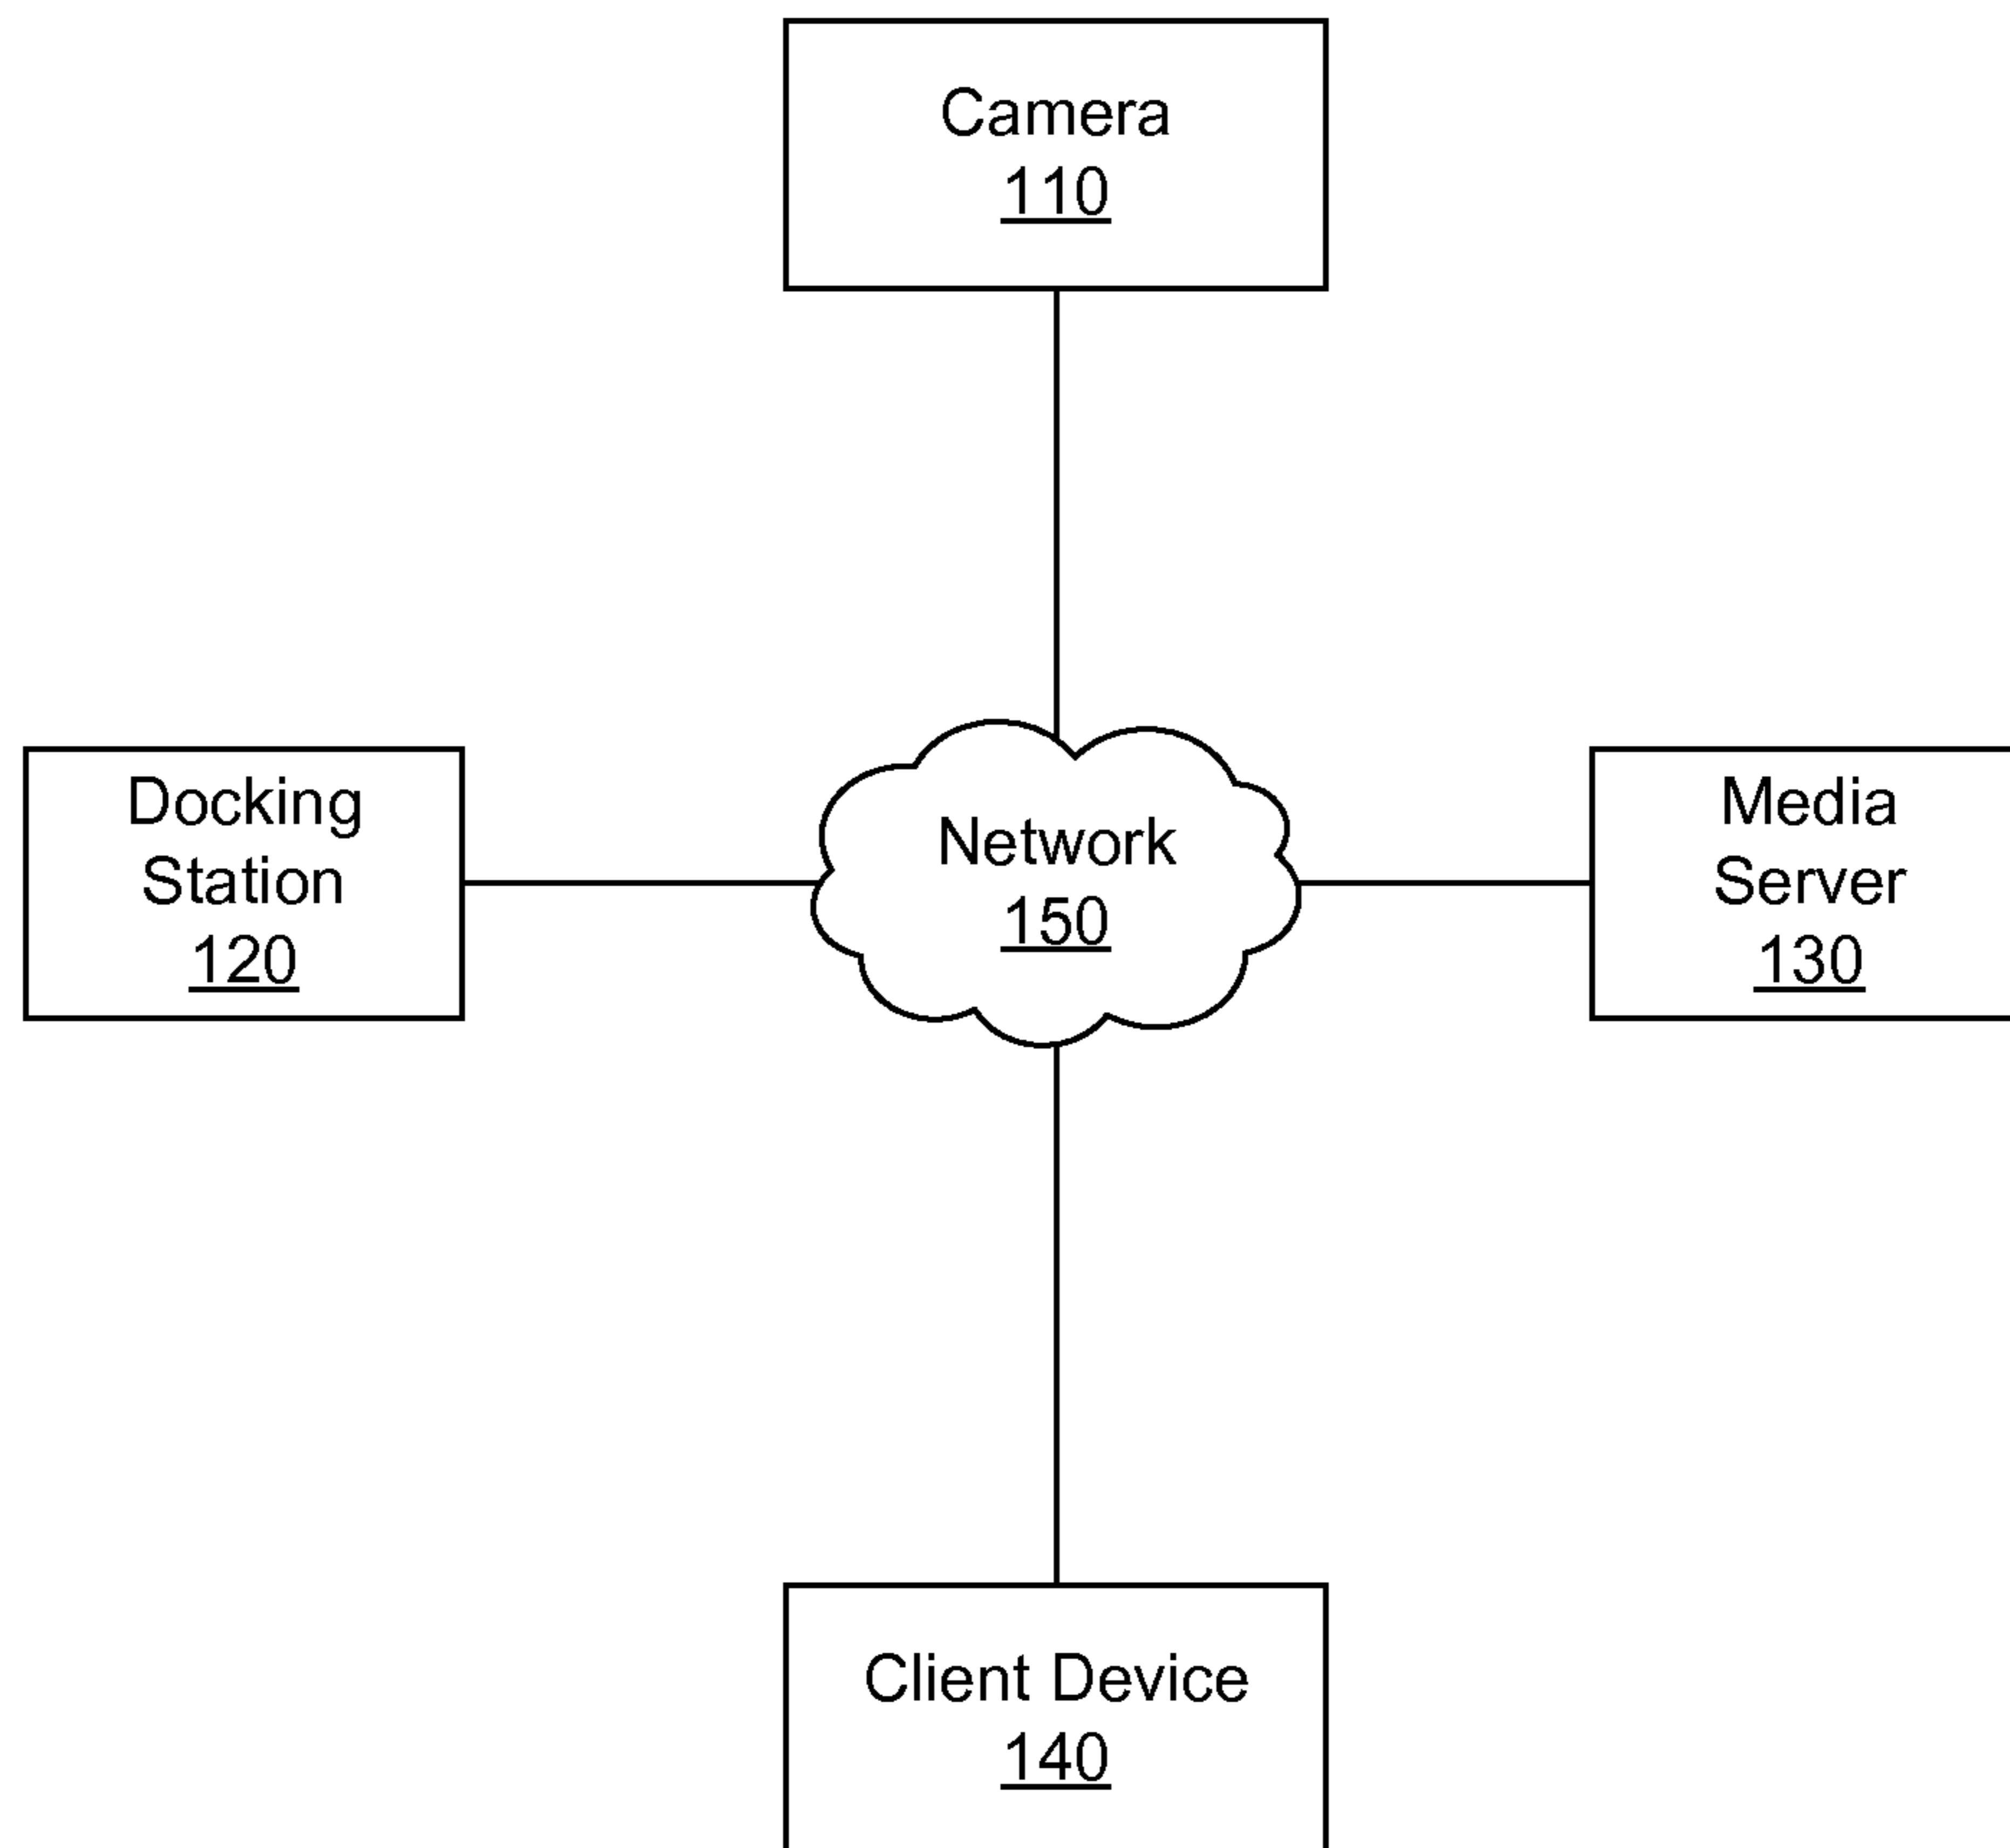 Camera
110
Docking
Station
120
Network
150
Media
Server
130
Client Device
140